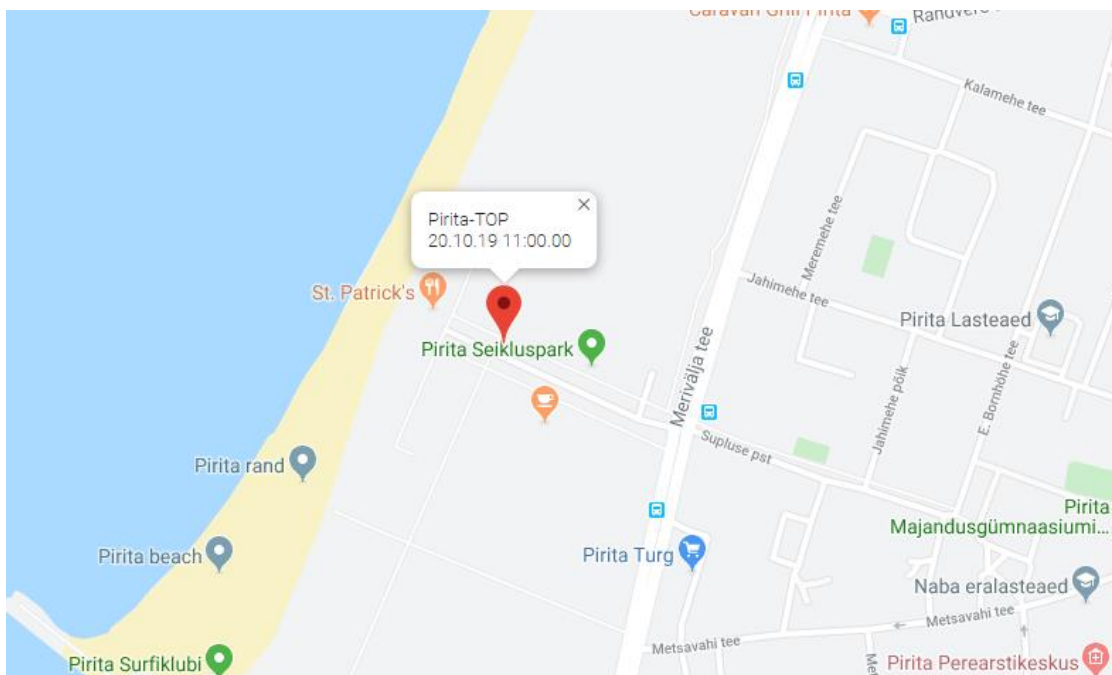 Caravan Grill Pirita
Randvere
Kalamehe tee
Meremehe tee
Pirita-TOP
20.10.19 11:00.00
St. Patrick's
Jahimehe tee
Pirita Lasteaed
Pirita Seikluspark
Merivälja tee
E. Bornhöhe tee
Jahimehe põik
Supluse pst
Pirita rand
Pirita
Majandusgümnaasiumi...
Pirita beach
Pirita Turg
Naba eralasteaed
Metsavahi tee
Metsavahi tee
Pirita Surfiklubi
Met
Pirita Perearstikeskus